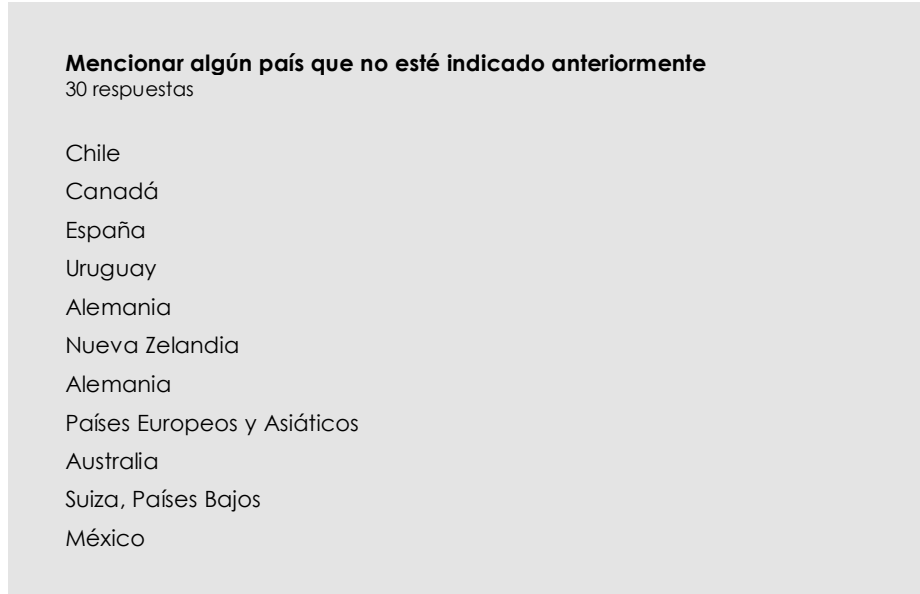 Mencionar algún país que no esté indicado anteriormente
30 respuestas
Chile
Canadá
España
Uruguay
Alemania
Nueva Zelandia
Alemania
Países Europeos y Asiáticos
Australia
Suiza, Países Bajos
México